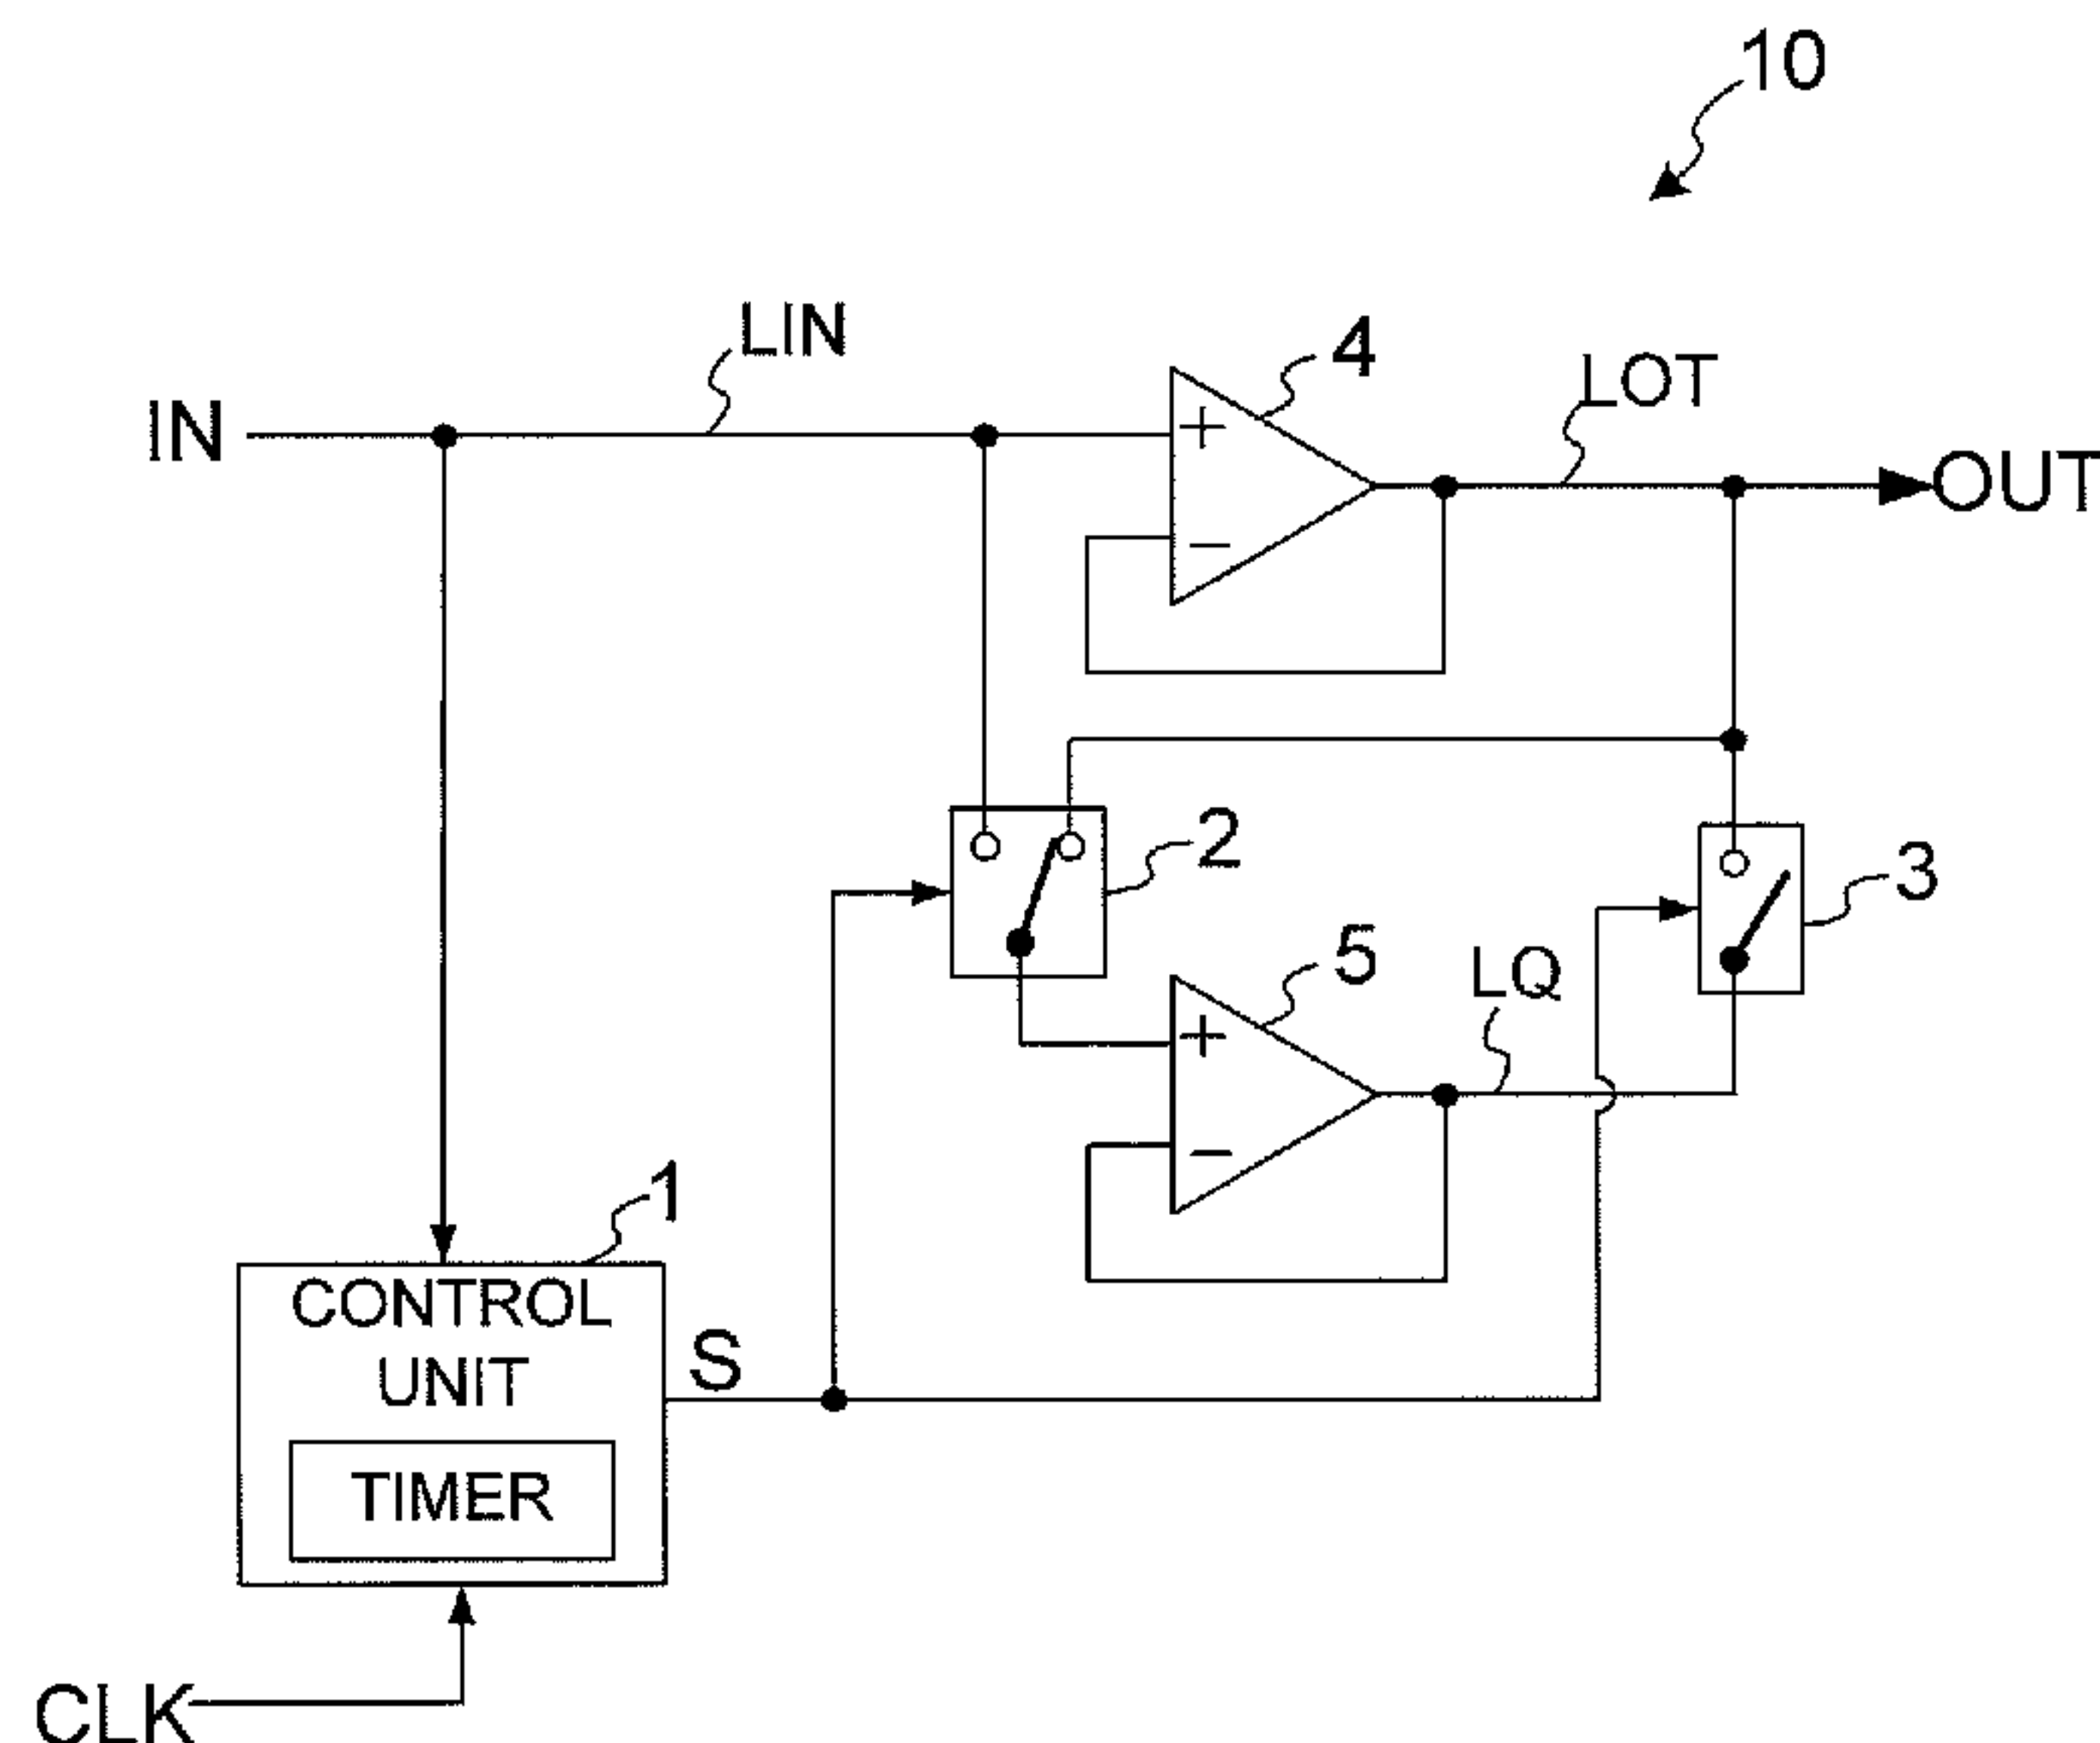 10
LIN
4
LOT
IN
+
OUT
−
2
3
5
LQ
+
−
1
CONTROL
UNIT
S
TIMER
CLK